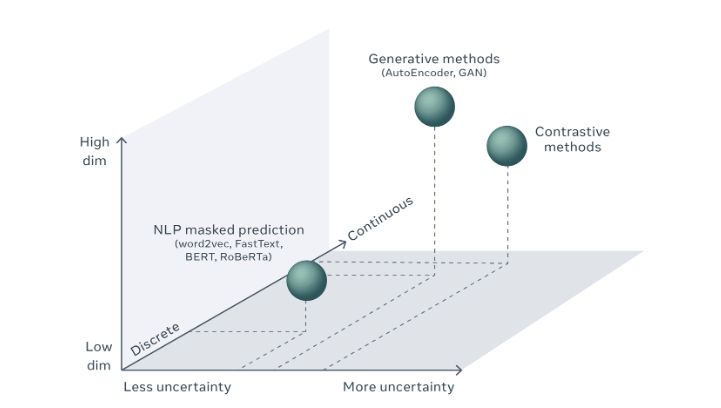 Generative methods
(AutoEncoder, GAN)
Contrastive
methods
High
dim
NLP masked prediction
(word2vec, FastText,
BERT, RoBERTa)
Continuous
Discrete
Low
dim
Less uncertainty
More uncertainty